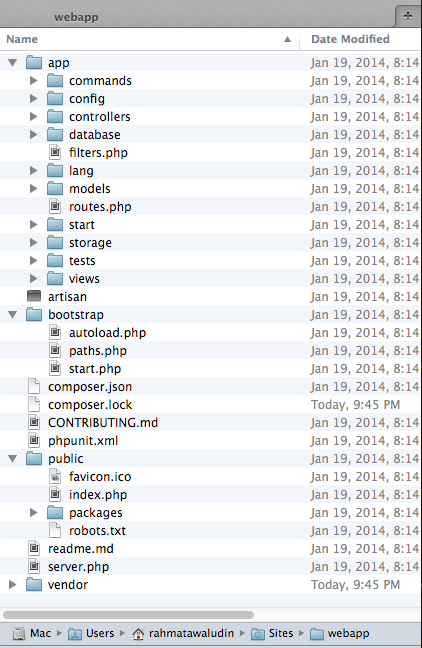 webapp
Name Date Modified
app Jan 19, 2014, 8:14
commands Jan 19, 2014, 8:14
config Jan 19, 2014, 8:14
controllers Jan 19, 2014, 8:14
database Jan 19, 2014, 8:14
filters.php Jan 19, 2014, 8:14
lang Jan 19, 2014, 8:14
models Jan 19, 2014, 8:14
routes.php Jan 19, 2014, 8:14
start Jan 19, 2014, 8:14
storage Jan 19, 2014, 8:14
tests Jan 19, 2014, 8:14
views Jan 19, 2014, 8:14
artisan Jan 19, 2014, 8:14
bootstrap Jan 19, 2014, 8:14
autoload.php Jan 19, 2014, 8:14
paths.php Jan 19, 2014, 8:14
start.php Jan 19, 2014, 8:14
composer.json Jan 19, 2014, 8:14
composer.lock Today, 9:45 PM
CONTRIBUTING.md Jan 19, 2014, 8:14
phpunit.xml Jan 19, 2014, 8:14
public Jan 19, 2014, 8:14
favicon.ico Jan 19, 2014, 8:14
index.php Jan 19, 2014, 8:14
packages Jan 19, 2014, 8:14
robots.txt Jan 19, 2014, 8:14
readme.md Jan 19, 2014, 8:14
server.php Jan 19, 2014, 8:14
vendor Today, 9:45 PM
Mac Users rahmatawaludin Sites webapp